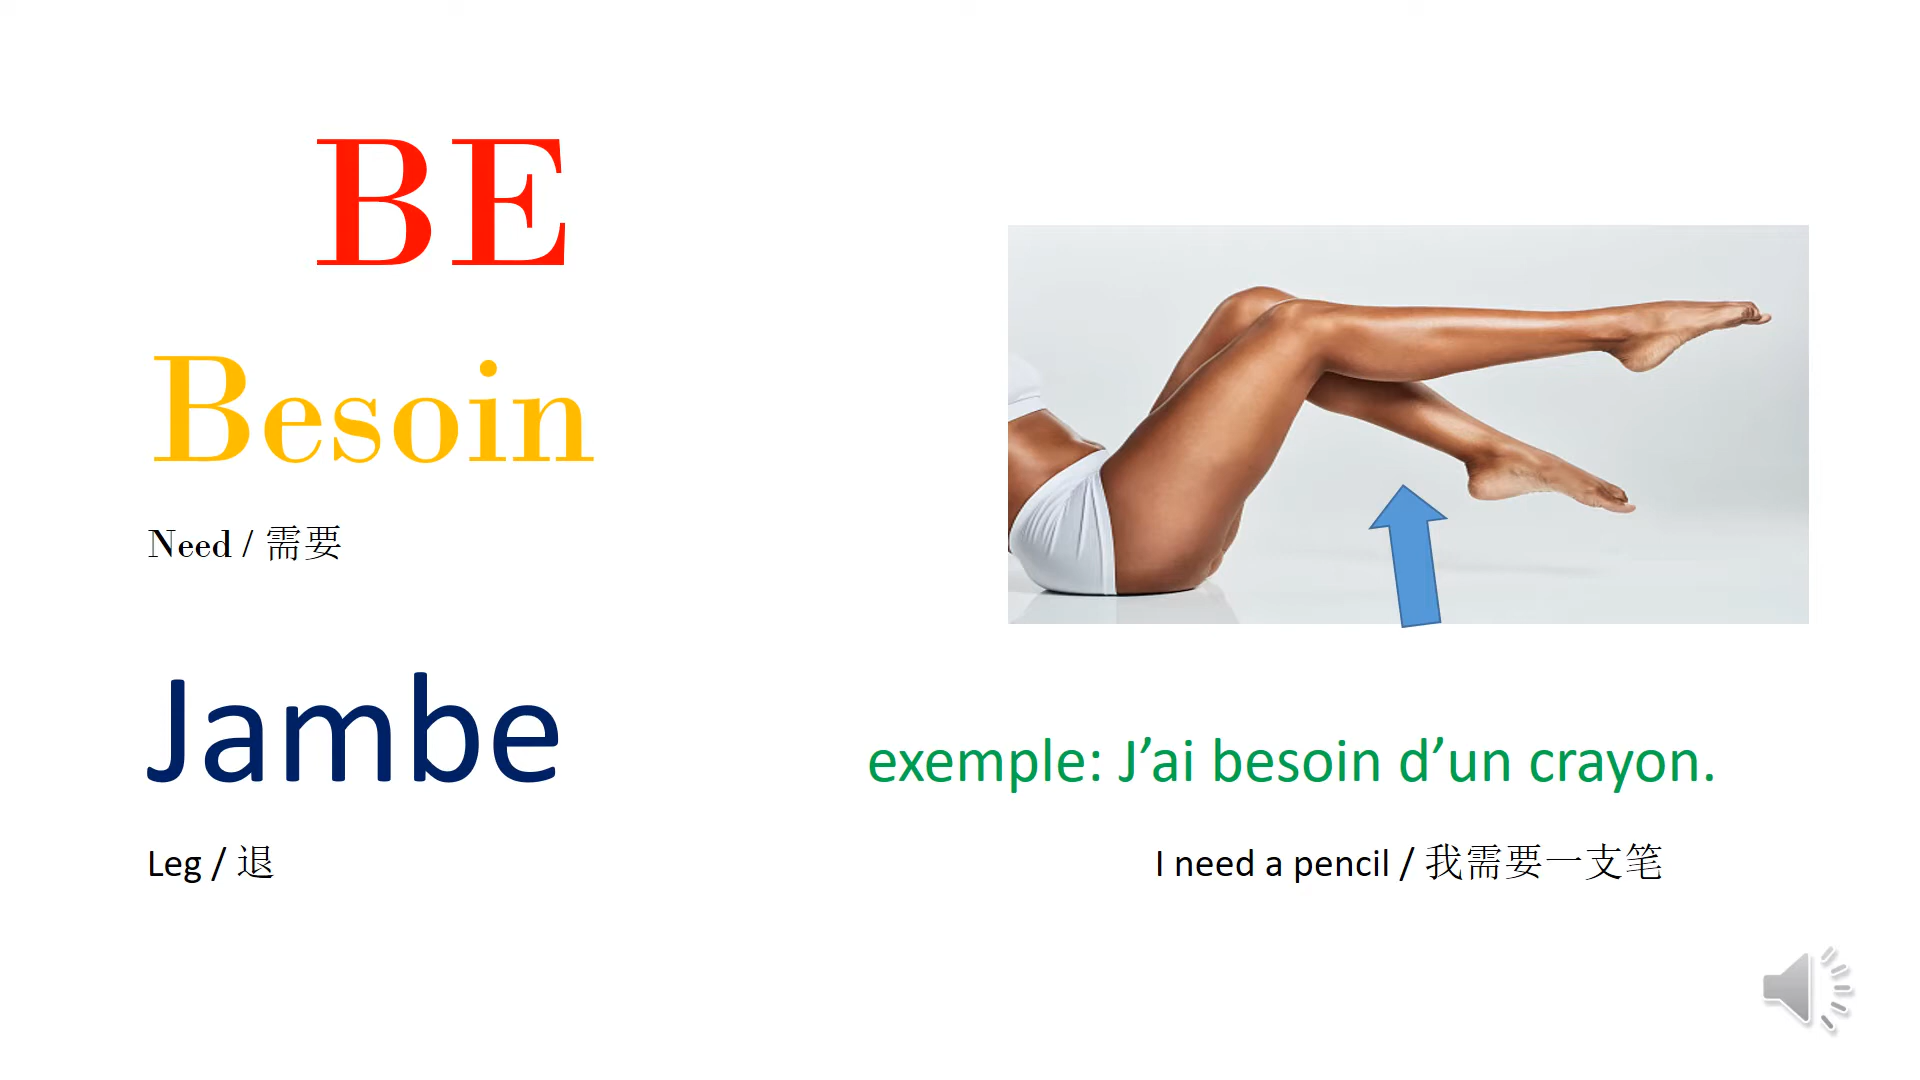 BE
Besoin
Need / 需要
Jambe
Leg / 退
exemple: J’ai besoin d’un crayon.
I need a pencil / 我需要一支笔